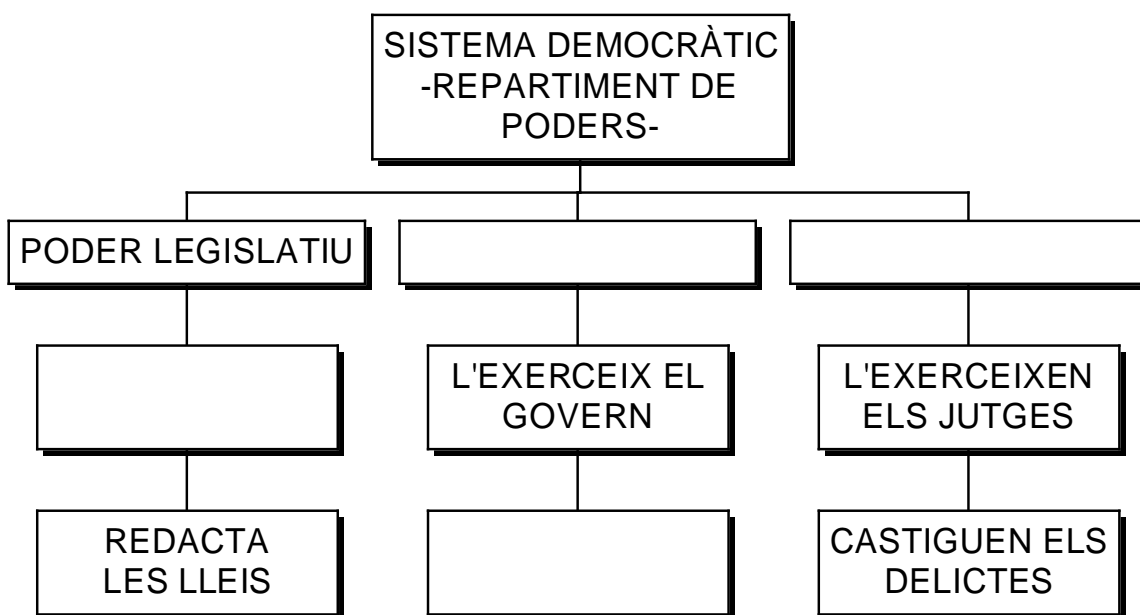 SISTEMA DEMOCRÀTIC
-REPARTIMENT DE
PODERS-
PODER LEGISLATIU
L'EXERCEIX EL
GOVERN
L'EXERCEIXEN
ELS JUTGES
REDACTA
LES LLEIS
CASTIGUEN ELS
DELICTES